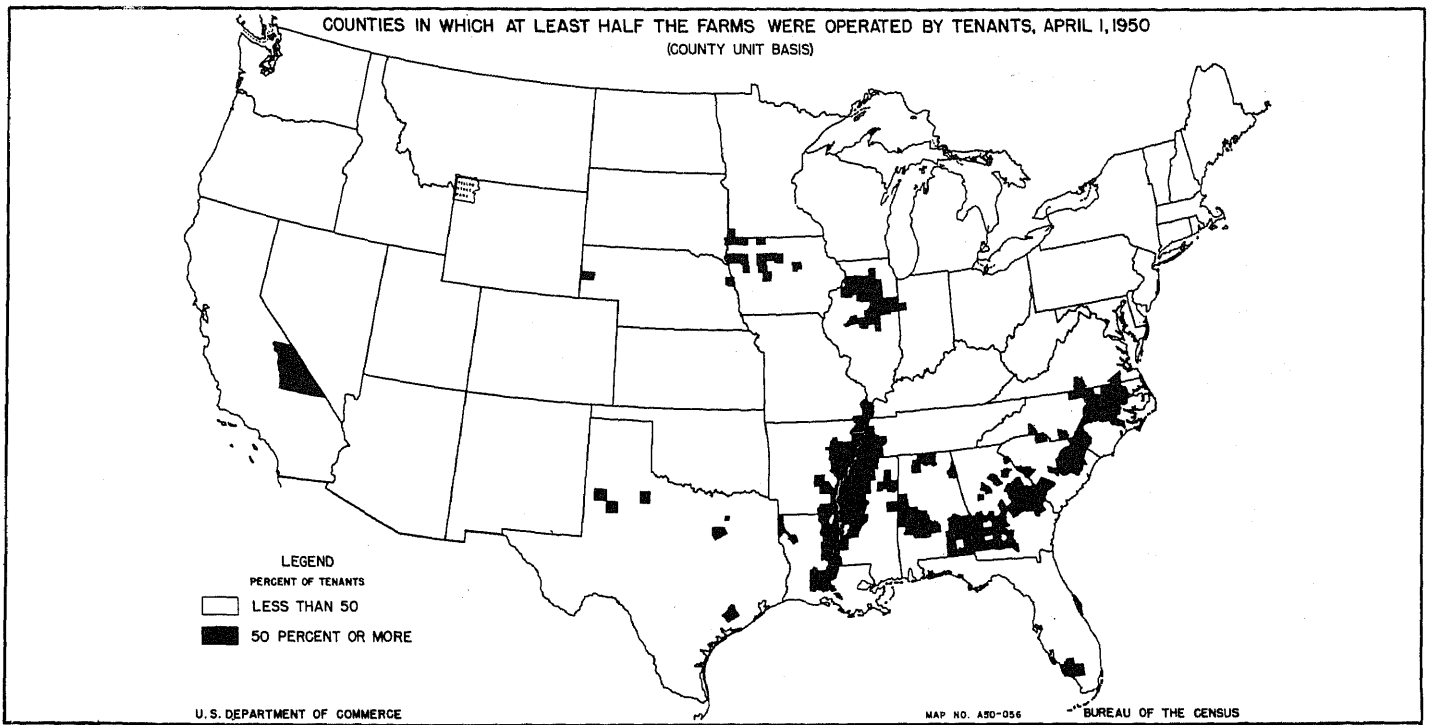 COUNTIES IN WHICH AT LEAST HALF THE FARMS WERE OPERATED BY TENANTS, APRIL 1, 1950
(COUNTY UNIT BASIS)
LEGEND
PERCENT OF TENANTS
LESS THAN 50
50 PERCENT OR MORE
U. S. DEPARTMENT OF COMMERCE
MAP NO. A50-056
BUREAU OF THE CENSUS